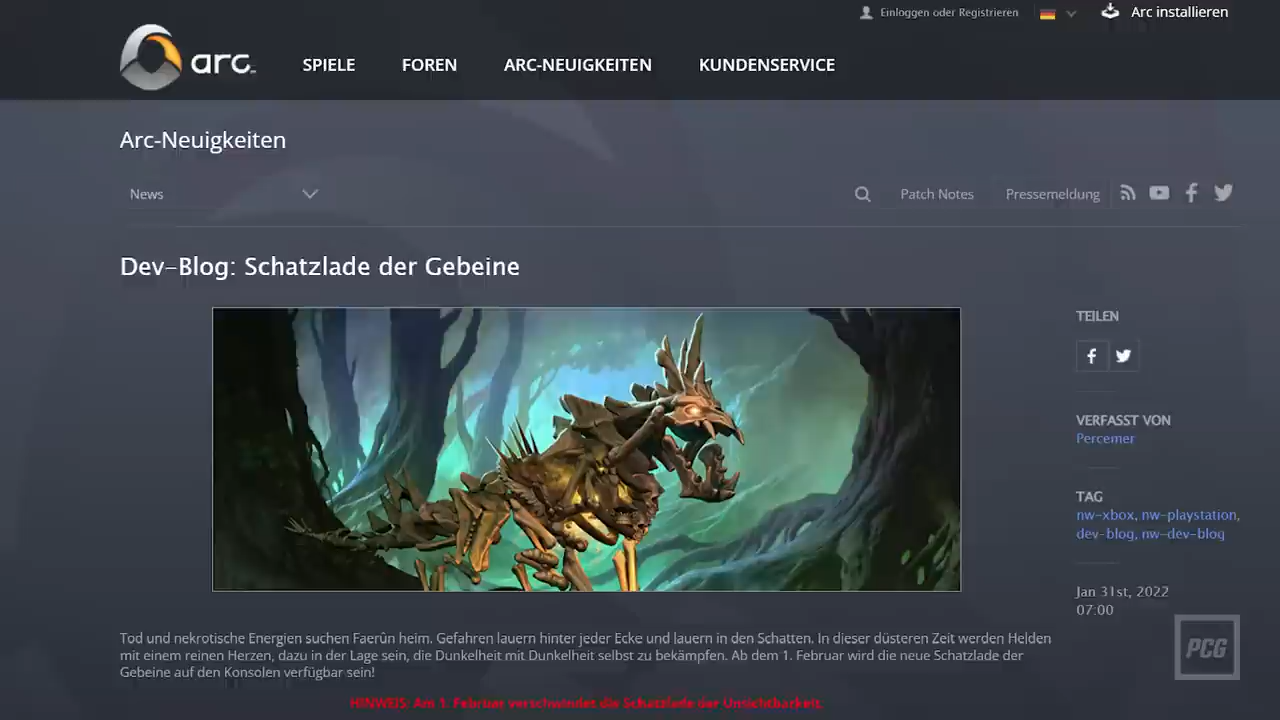 Einloggen oder Registrieren
Arc installieren
arc
SPIELE
FOREN
ARC-NEUIGKEITEN
KUNDENSERVICE
Arc-Neuigkeiten
News
Patch Notes
Pressemeldung
Dev-Blog: Schatzlade der Gebeine
TEILEN
VERFASST VON
Percemer
TAG
nw-xbox, nw-playstation,
dev-blog, nw-dev-blog
Jan 31st, 2022
07:00
Tod und nekrotische Energien suchen Faerûn heim. Gefahren lauern hinter jeder Ecke und lauern in den Schatten. In dieser düsteren Zeit werden Helden
mit einem reinen Herzen, dazu in der Lage sein, die Dunkelheit mit Dunkelheit selbst zu bekämpfen. Ab dem 1. Februar wird die neue Schatzlade der
Gebeine auf den Konsolen verfügbar sein!
HINWEIS: Am 1. Februar verschwindet die Schatzlade der Unsichtbarkeit.
PCG